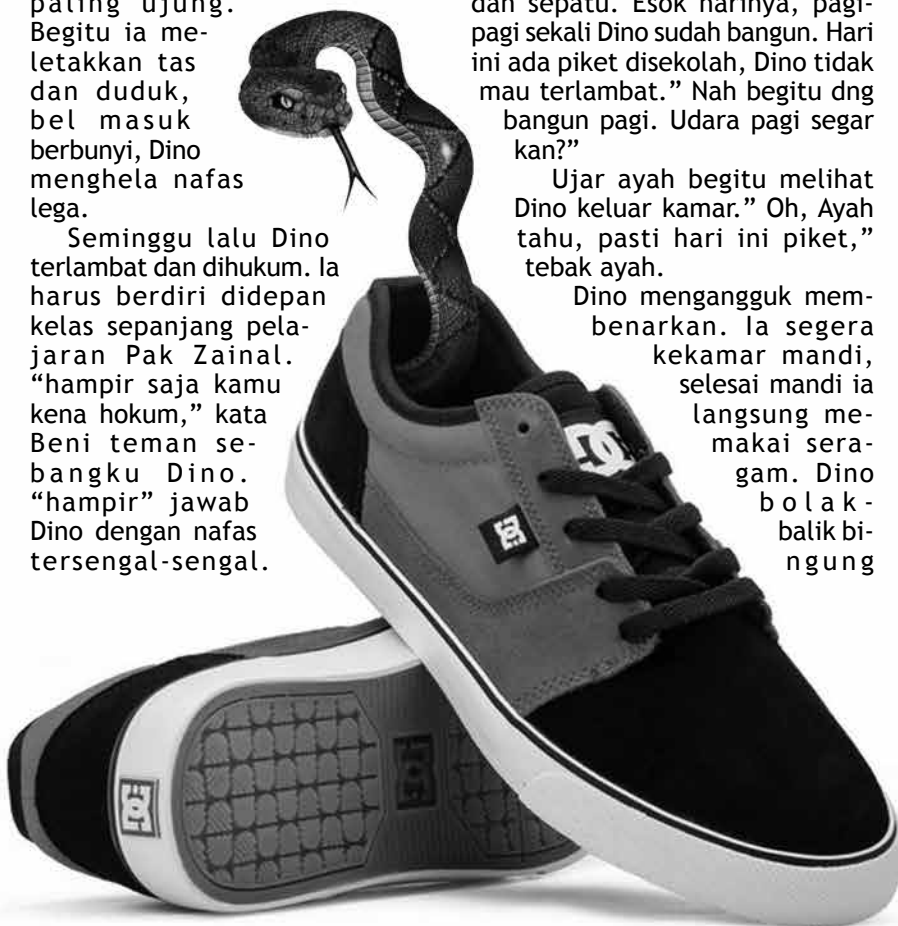 paling ujung.
Begitu ia me-
letakkan tas
dan duduk,
bel masuk
berbunyi, Dino
menghela nafas
lega.
Seminggu lalu Dino
terlambat dan dihukum. Ia
harus berdiri didepan
kelas sepanjang pela-
jaran Pak Zainal.
“hampir saja kamu
kena hokum,” kata
Beni teman se-
bangku Dino.
“hampir” jawab
Dino dengan nafas
tersengal-sengal.
dan sepatu. Esok harinya, pagi-
pagi sekali Dino sudah bangun. Hari
ini ada piket disekolah, Dino tidak
mau terlambat.” Nah begitu dng
bangun pagi. Udara pagi segar
kan?”
Ujar ayah begitu melihat
Dino keluar kamar.” Oh, Ayah
tahu, pasti hari ini piket,”
tebak ayah.
Dino mengangguk mem-
benarkan. Ia segera
kekamar mandi,
selesai mandi ia
langsung me-
makai sera-
gam. Dino
bolak-
balik bi-
ngung